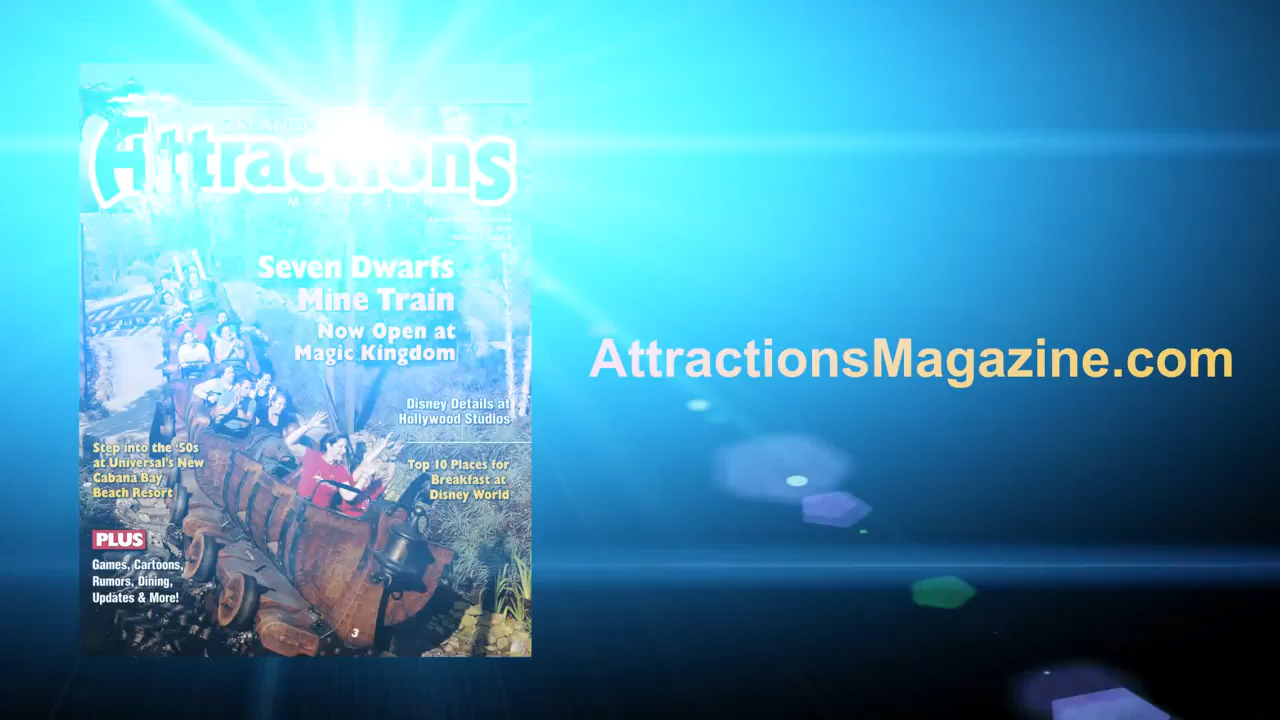 Attractions
Seven Dwarfs
Mine Train
Now Open at
Magic Kingdom
Disney Details at
Hollywood Studios
Step into the '50s
at Universal's New
Cabana Bay
Beach Resort
Top 10 Places for
Breakfast at
Disney World
PLUS
Games, Cartoons,
Rumors, Dining,
Updates & More!
3
AttractionsMagazine.com